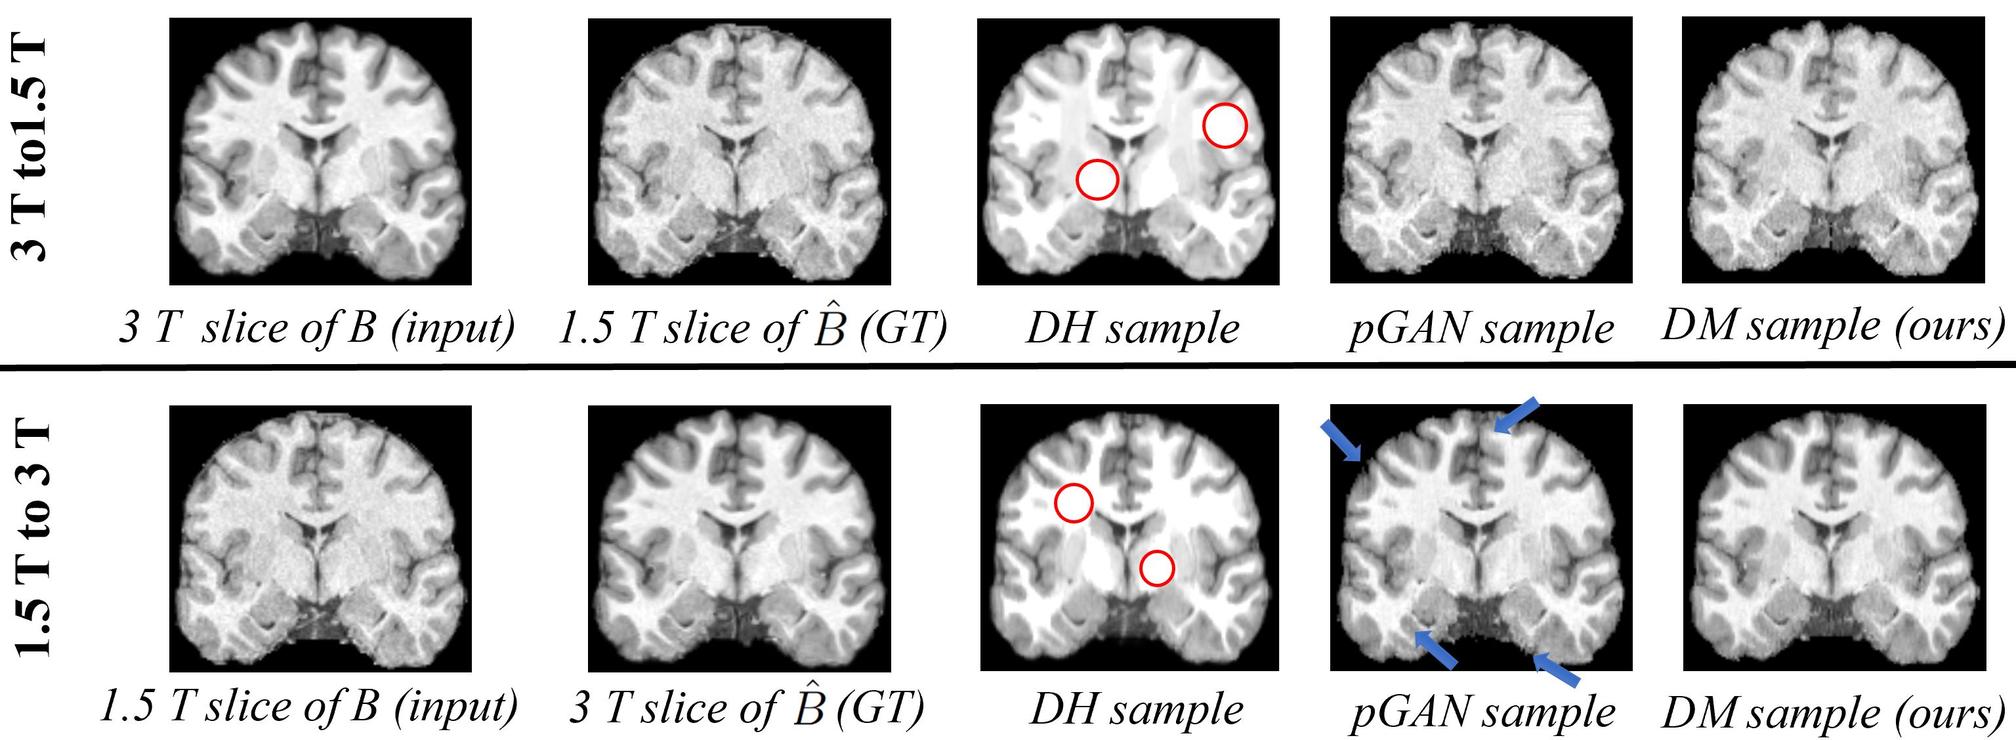 3 T to1.5 T
3 T slice of B (input)
1.5 T slice of B̂ (GT)
DH sample
pGAN sample
DM sample (ours)
1.5 T to 3 T
1.5 T slice of B (input)
3 T slice of B̂ (GT)
DH sample
pGAN sample
DM sample (ours)